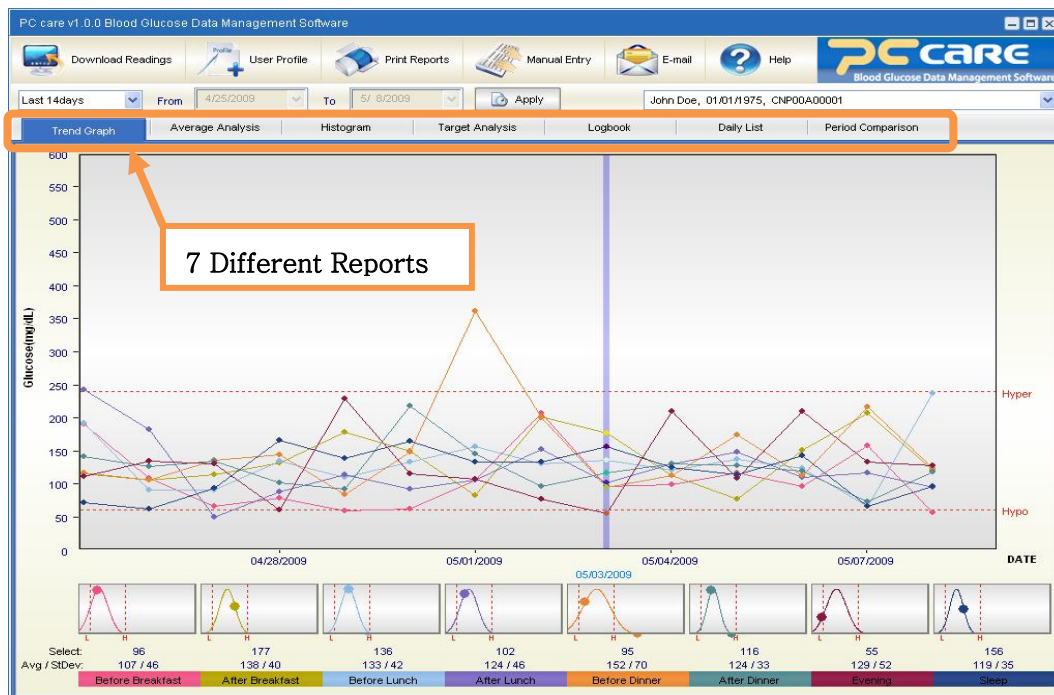 PC care v1.0.0 Blood Glucose Data Management Software
Download Readings
Profile
User Profile
Print Reports
Manual Entry
E-mail
? Help
PCcare
Blood Glucose Data Management Software
Last 14days
From 4/25/2009 To 5/ 8/2009
Apply
John Doe, 01/01/1975, CNP00A00001
Trend Graph Average Analysis Histogram Target Analysis Logbook Daily List Period Comparison
7 Different Reports
Glucose(mg/dL)
600
550
500
450
400
350
300
250
200
150
100
50
0
Hyper
Hypo
04/28/2009 05/01/2009 05/04/2009 05/07/2009 DATE
05/03/2009
L H L H L H L H L H L H L H L H
Select: 96 177 136 102 95 116 55 156
Avg / StDev: 107 / 46 138 / 40 133 / 42 124 / 46 152 / 70 124 / 33 129 / 52 119 / 35
Before Breakfast After Breakfast Before Lunch After Lunch Before Dinner After Dinner Evening Sleep